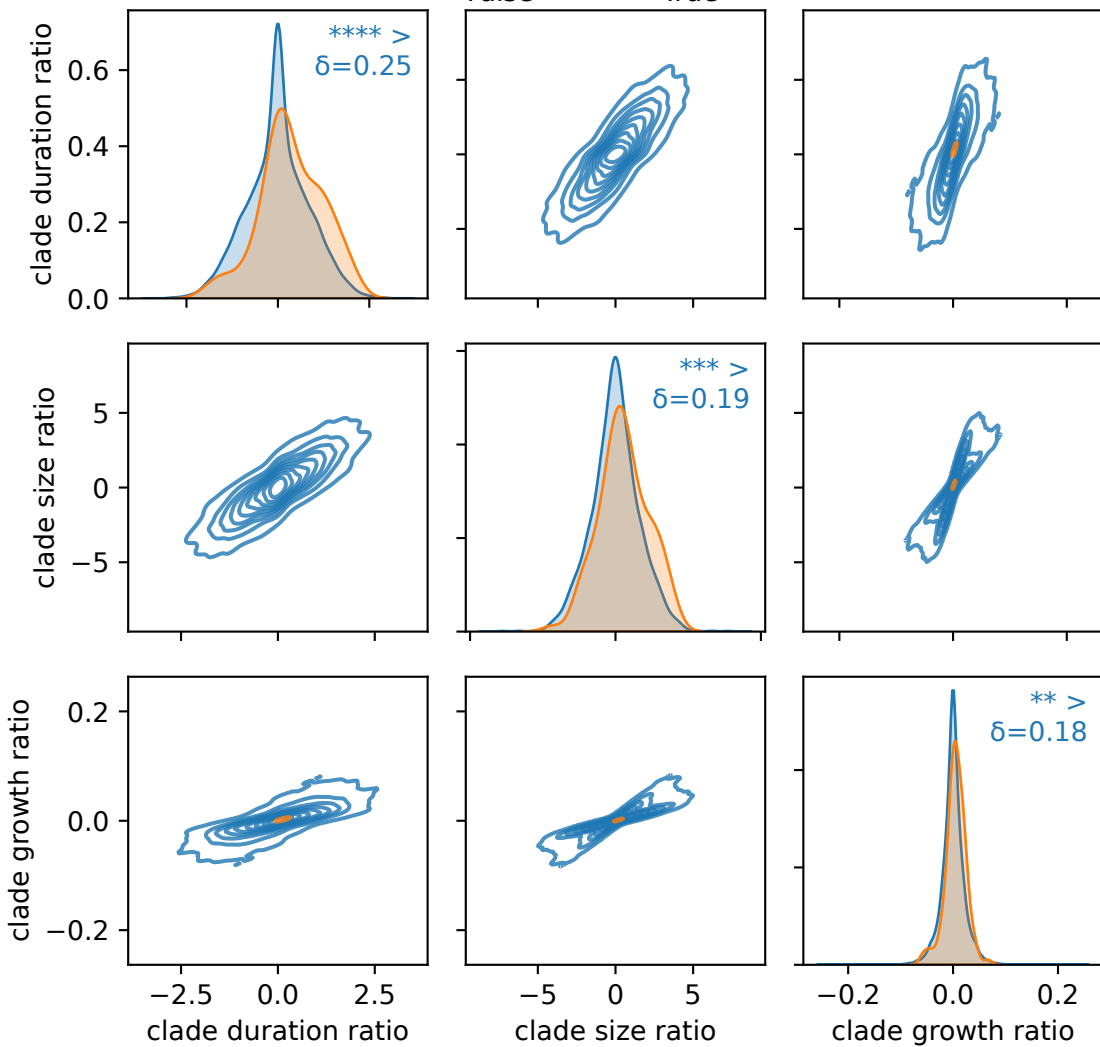 clade duration ratio
0.6
0.4
0.2
0.0
**** >
δ=0.25
clade size ratio
5
0
−5
*** >
δ=0.19
clade growth ratio
0.2
0.0
−0.2
** >
δ=0.18
−2.5 0.0 2.5
−5 0 5
−0.2 0.0 0.2
clade duration ratio
clade size ratio
clade growth ratio